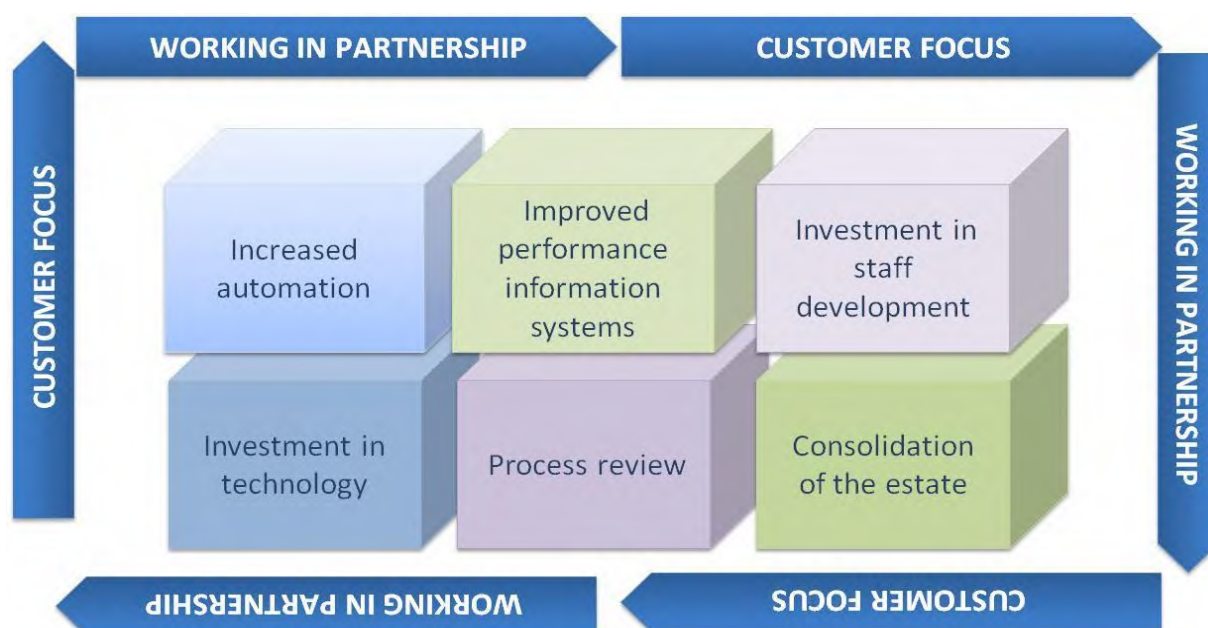 WORKING IN PARTNERSHIP
CUSTOMER FOCUS
CUSTOMER FOCUS
WORKING IN PARTNERSHIP
Increased
automation
Improved
performance
information
systems
Investment in
staff
development
Investment in
technology
Process review
Consolidation
of the estate
WORKING IN PARTNERSHIP
CUSTOMER FOCUS